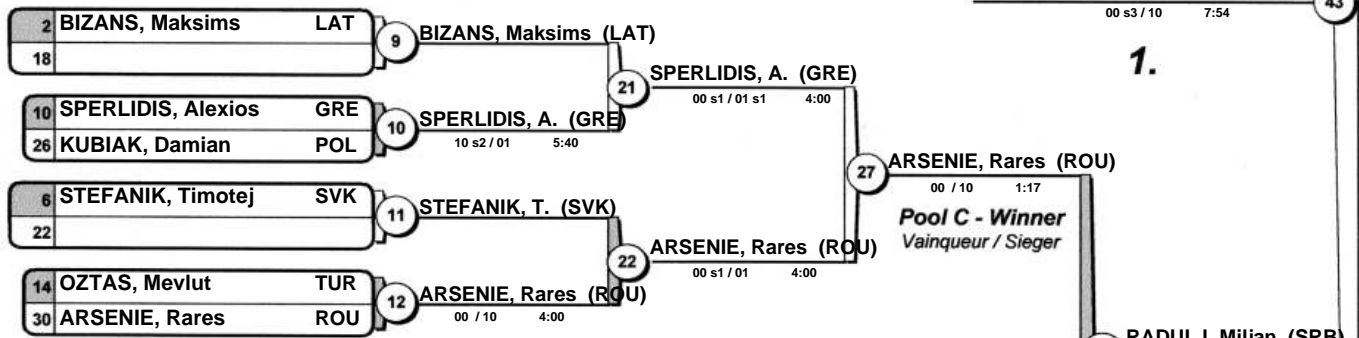 00 s3 / 10 7:54
43
1.
2 BIZANS, Maksims LAT
18
9
BIZANS, Maksims (LAT)
21
SPERLIDIS, A. (GRE)
00 s1 / 01 s1 4:00
10 SPERLIDIS, Alexios GRE
26 KUBIAK, Damian POL
10
SPERLIDIS, A. (GRE)
10 s2 / 01 5:40
27
ARSENIE, Rares (ROU)
00 / 10 1:17
Pool C - Winner
Vainqueur / Sieger
6 STEFANIK, Timotej SVK
22
11
STEFANIK, T. (SVK)
22
ARSENIE, Rares (ROU)
00 s1 / 01 4:00
14 OZTAS, Mevlut TUR
30 ARSENIE, Rares ROU
12
ARSENIE, Rares (ROU)
00 / 10 4:00
Miljan (SRB)